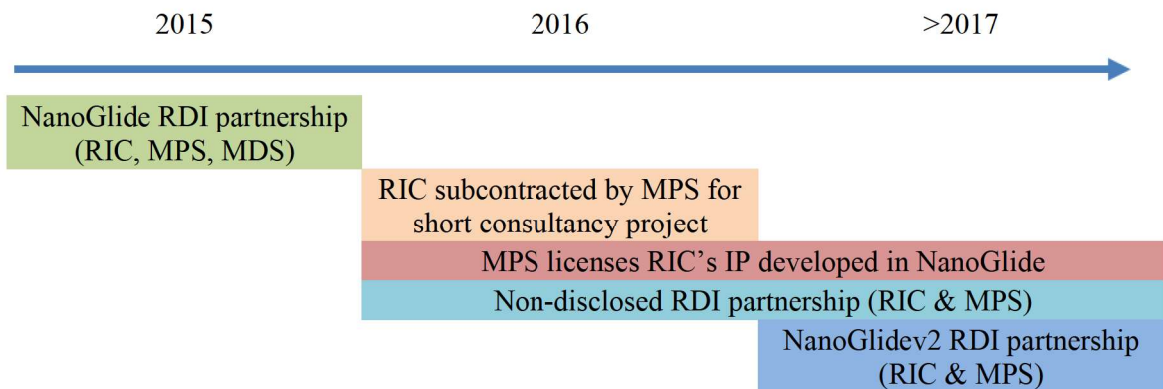 2015 2016 >2017
NanoGlide RDI partnership
(RIC, MPS, MDS)
RIC subcontracted by MPS for
short consultancy project
MPS licenses RIC’s IP developed in NanoGlide
Non-disclosed RDI partnership (RIC & MPS)
NanoGlidev2 RDI partnership
(RIC & MPS)